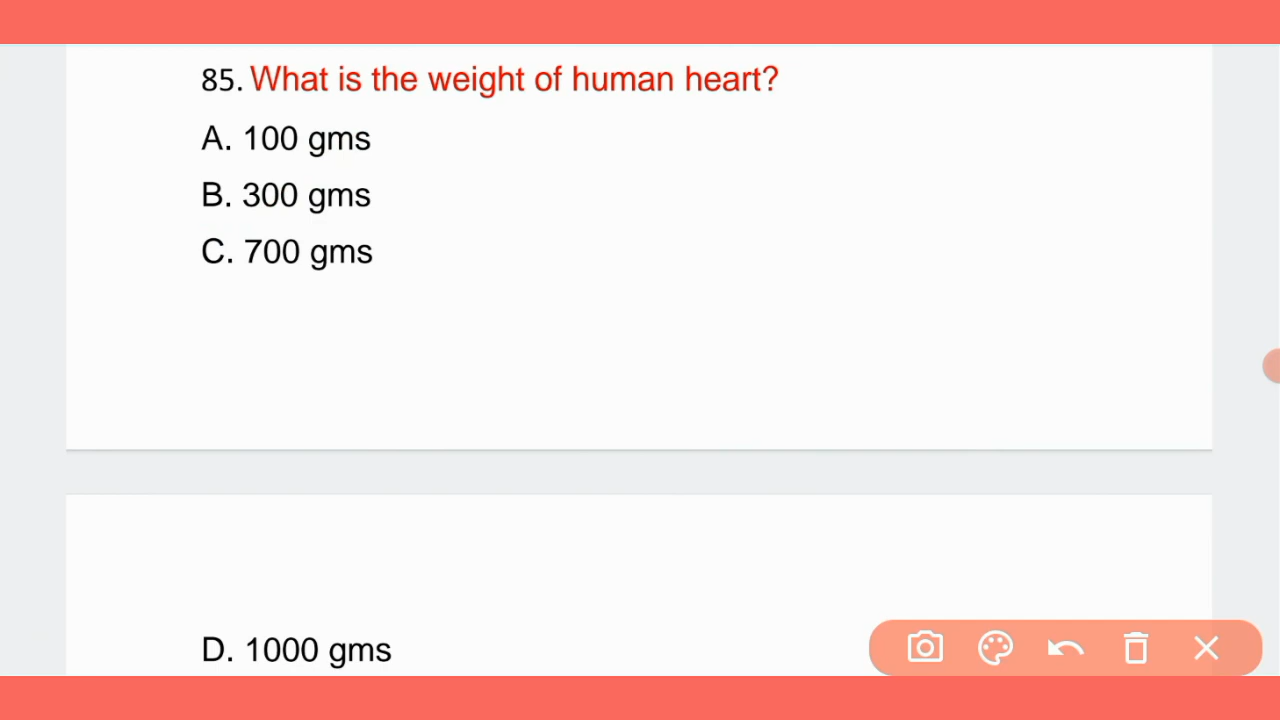 85. What is the weight of human heart?
A. 100 gms
B. 300 gms
C. 700 gms
D. 1000 gms